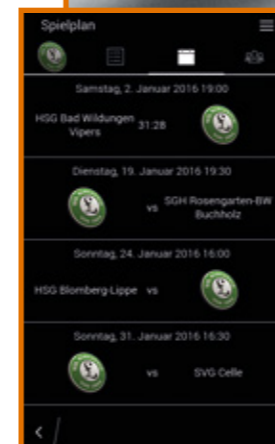 Spielplan
Samstag, 2. Januar 2016 19:00
HSG Bad Wildungen
Vipers
31:28
Dienstag, 19. Januar 2016 19:30
vs
SGH Rosengarten-BW
Buchholz
Sonntag, 24. Januar 2016 16:00
HSG Blomberg-Lippe vs
Sonntag, 31. Januar 2016 16:30
vs SVG Celle